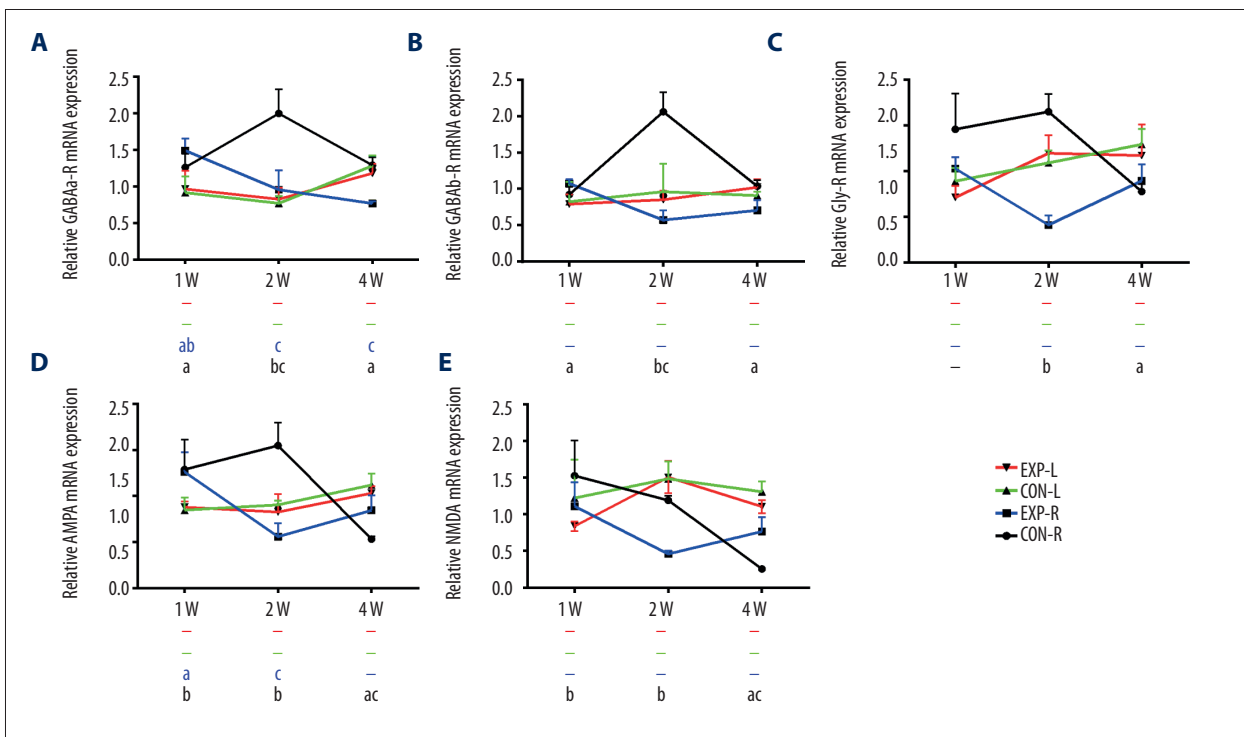 A
Relative GABAa-R mRNA expression
2.5
2.0
1.5
1.0
0.5
0.0
1 W 2 W 4 W
– – –
– – –
ab c c
a bc a
B
Relative GABAb-R mRNA expression
2.5
2.0
1.5
1.0
0.5
0.0
1 W 2 W 4 W
– – –
– – –
– – –
a bc a
C
Relative Gly-R mRNA expression
2.5
2.0
1.5
1.0
0.5
0.0
1 W 2 W 4 W
– – –
– – –
– – –
– b a
D
Relative AMPA mRNA expression
2.5
2.0
1.5
1.0
0.5
0.0
1 W 2 W 4 W
– – –
– – –
a c –
b b ac
E
Relative NMDA mRNA expression
2.5
2.0
1.5
1.0
0.5
0.0
1 W 2 W 4 W
– – –
– – –
– – –
b b ac
EXP-L
CON-L
EXP-R
CON-R